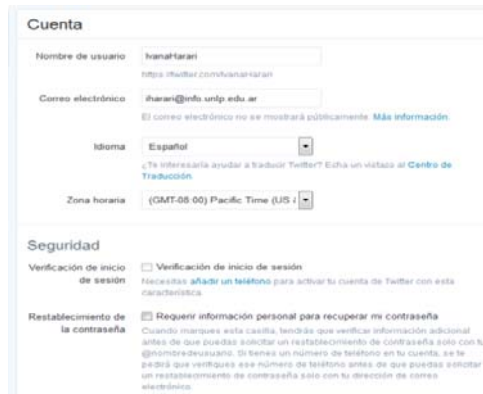 Cuenta
Nombre de usuario
IvanaHarari
https://twitter.com/IvanaHarari
Correo electrónico
iharari@info.unlp.edu.ar
El correo electrónico no se mostrará públicamente. Más información.
Idioma
Español
¿Te interesaría ayudar a traducir Twitter? Echa un vistazo al Centro de
Traducción.
Zona horaria
(GMT-08:00) Pacific Time (US &
Seguridad
Verificación de inicio
de sesión
Verificación de inicio de sesión
Necesitas añadir un teléfono para activar tu cuenta de Twitter con esta
característica.
Restablecimiento de
la contraseña
Requerir información personal para recuperar mi contraseña
Cuando marques esta casilla, tendrás que verificar información adicional
antes de que puedas solicitar un restablecimiento de contraseña solo con tu
@nombredeusuario. Si tienes un número de teléfono en tu cuenta, se te
pedirá que verifiques ese número de teléfono antes de que puedas solicitar
un restablecimiento de contraseña solo con tu dirección de correo
electrónico.